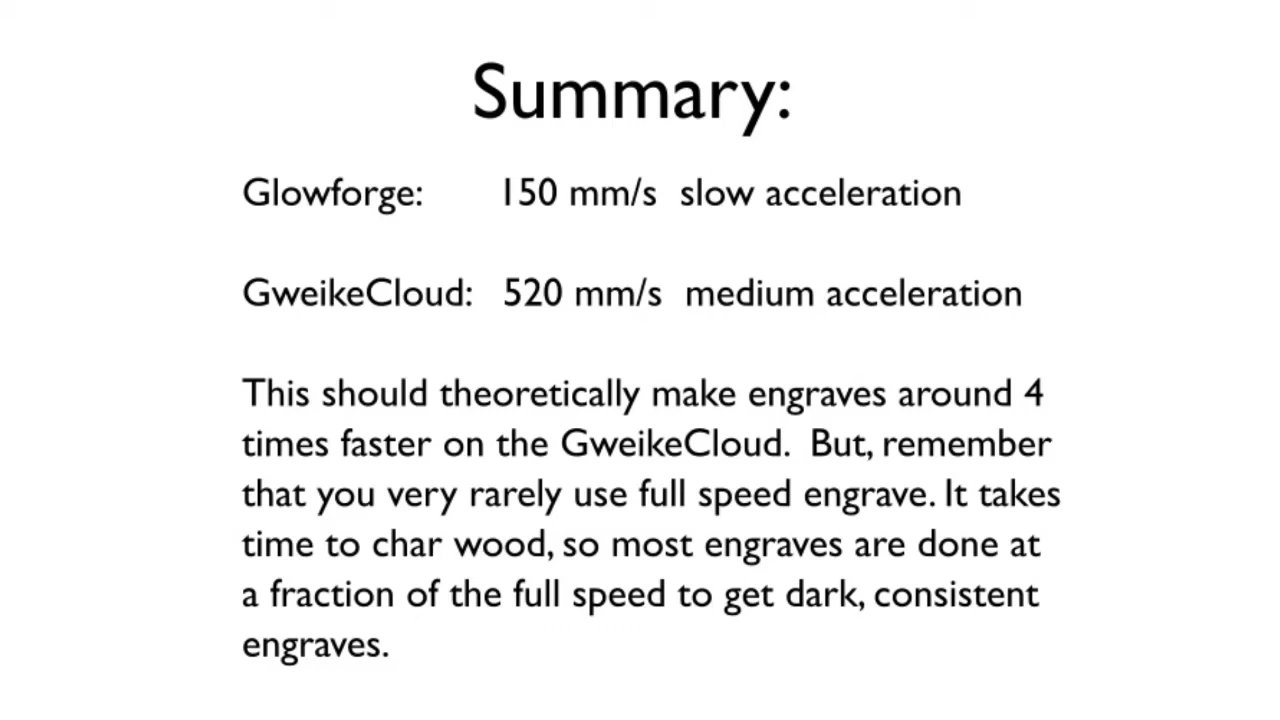 Summary:
Glowforge: 150 mm/s slow acceleration
GweikeCloud: 520 mm/s medium acceleration
This should theoretically make engraves around 4
times faster on the GweikeCloud. But, remember
that you very rarely use full speed engrave. It takes
time to char wood, so most engraves are done at
a fraction of the full speed to get dark, consistent
engraves.